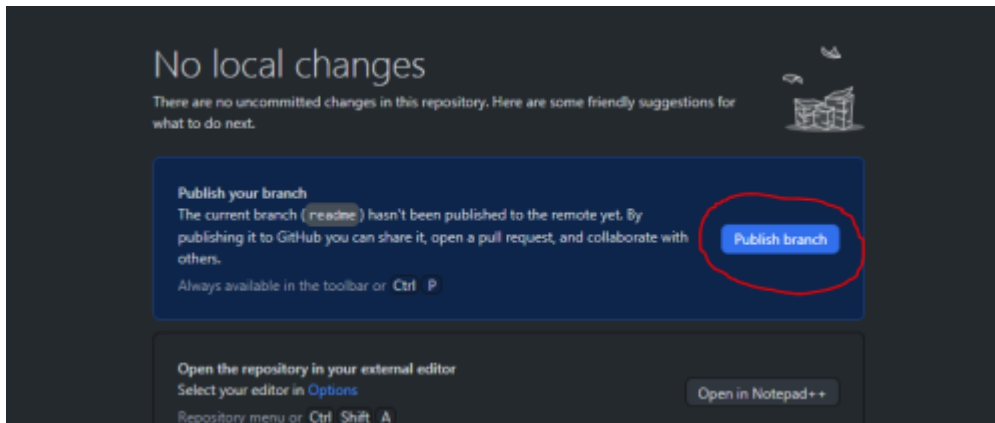 No local changes
There are no uncommitted changes in this repository. Here are some friendly suggestions for
what to do next.
Publish your branch
The current branch ( readme ) hasn't been published to the remote yet. By
publishing it to GitHub you can share it, open a pull request, and collaborate with
others.
Always available in the toolbar or Ctrl P
Publish branch
Open the repository in your external editor
Select your editor in Options
Repository menu or Ctrl Shift A
Open in Notepad++